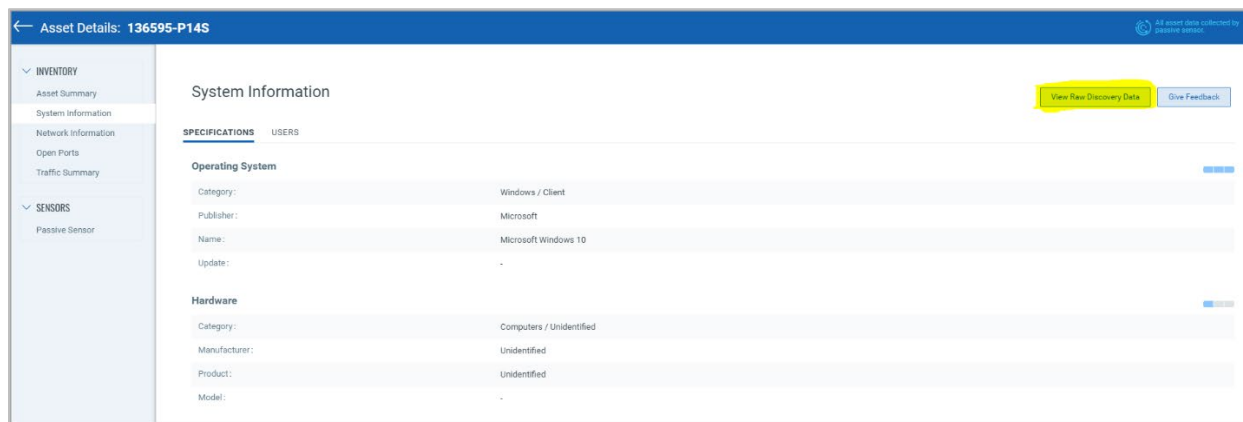 Asset Details: 136595-P14S
All asset data collected by
passive sensor.
INVENTORY
Asset Summary
System Information
Network Information
Open Ports
Traffic Summary
SENSORS
Passive Sensor
System Information
View Raw Discovery Data
Give Feedback
SPECIFICATIONS USERS
Operating System
Category: Windows / Client
Publisher: Microsoft
Name: Microsoft Windows 10
Update: -
Hardware
Category: Computers / Unidentified
Manufacturer: Unidentified
Product: Unidentified
Model: -